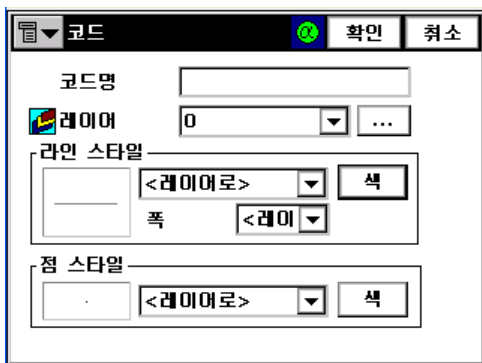 코드 α 확인 취소
코드명
레이어 0 ...
라인 스타일
<레이어로> 색
폭 <레이
점 스타일
<레이어로> 색